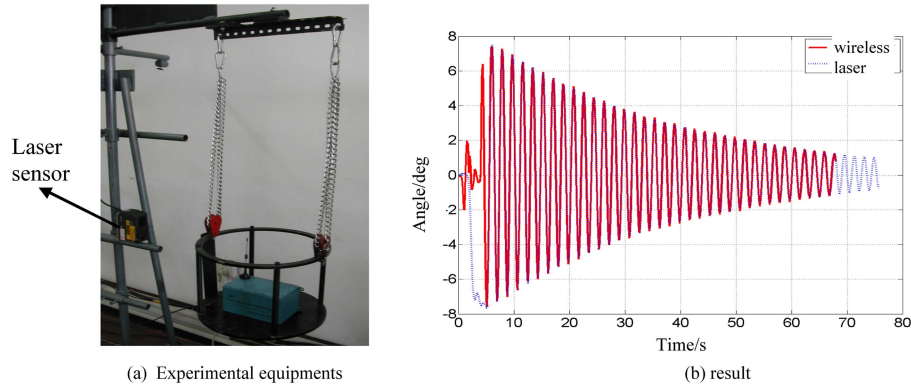 Laser
sensor
(a) Experimental equipments
8
6
4
2
0
-2
-4
-6
-8
Angle/deg
wireless
laser
0 10 20 30 40 50 60 70 80
Time/s
(b) result